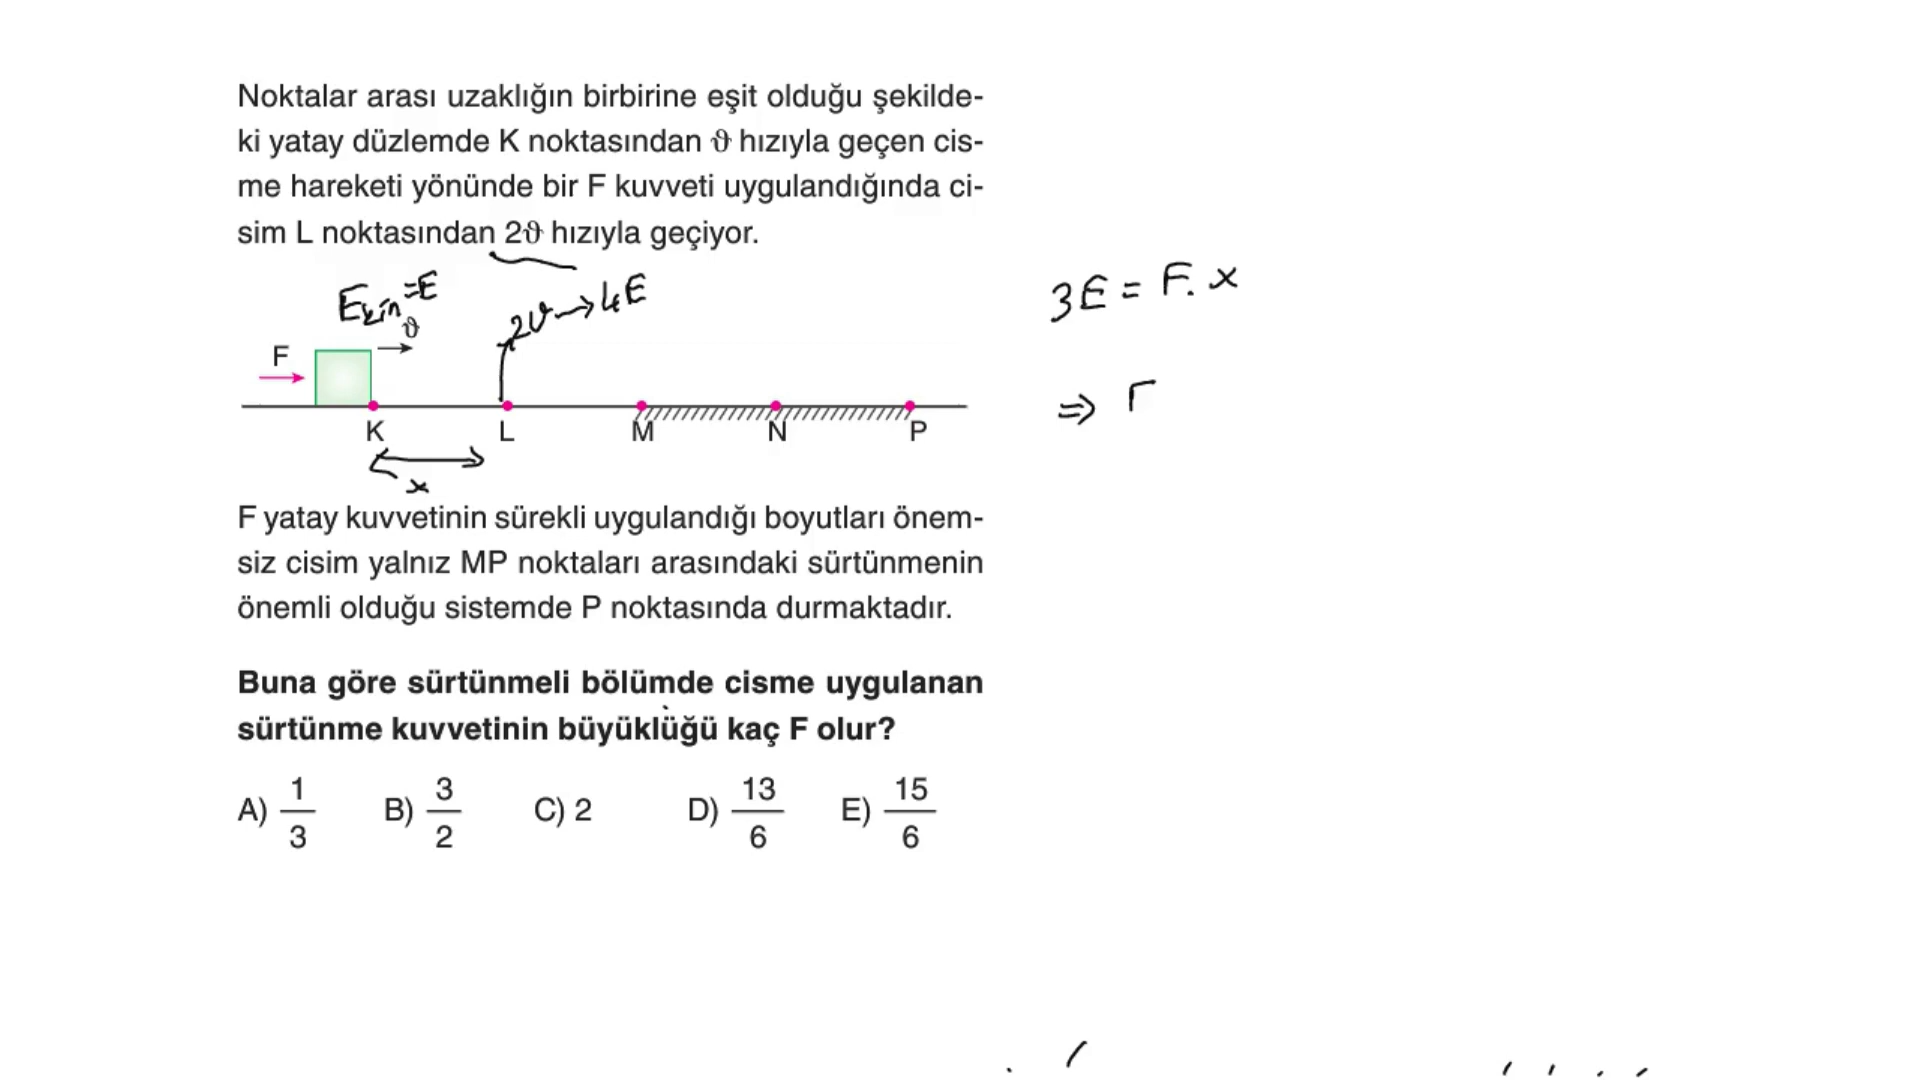 Noktalar arası uzaklığın birbirine eşit olduğu şekilde-
ki yatay düzlemde K noktasından ϑ hızıyla geçen cis-
me hareketi yönünde bir F kuvveti uygulandığında ci-
sim L noktasından 2ϑ hızıyla geçiyor.
Ekin = E
2ϑ → 4E
ϑ
F
K L M N P
x
3E = F. x
⇒
F yatay kuvvetinin sürekli uygulandığı boyutları önem-
siz cisim yalnız MP noktaları arasındaki sürtünmenin
önemli olduğu sistemde P noktasında durmaktadır.
Buna göre sürtünmeli bölümde cisme uygulanan
sürtünme kuvvetinin büyüklüğü kaç F olur?
A) 1/3 B) 3/2 C) 2 D) 13/6 E) 15/6